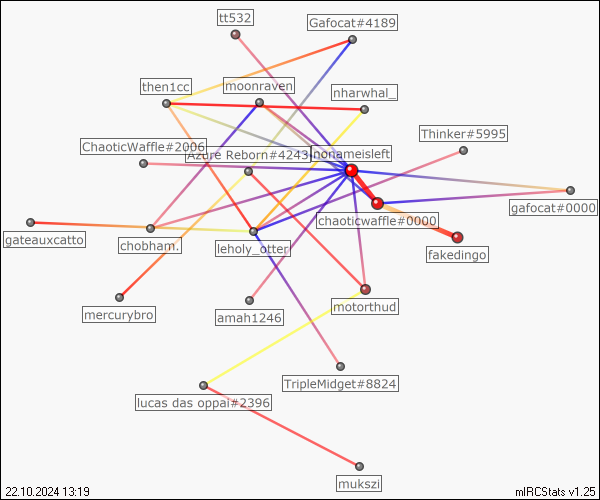 tt532
Gafocat#4189
then1cc
moonraven
nharwhal_
Thinker#5995
ChaoticWaffle#2006
Azure Reborn#4243
nonameisleft
gafocat#0000
chaoticwaffle#0000
gateauxcatto
chobham.
leholy_otter
fakedingo
mercurybro
amah1246
motorthud
TripleMidget#8824
lucas das oppai#2396
mukszi
22.10.2024 13:19
mIRCStats v1.25